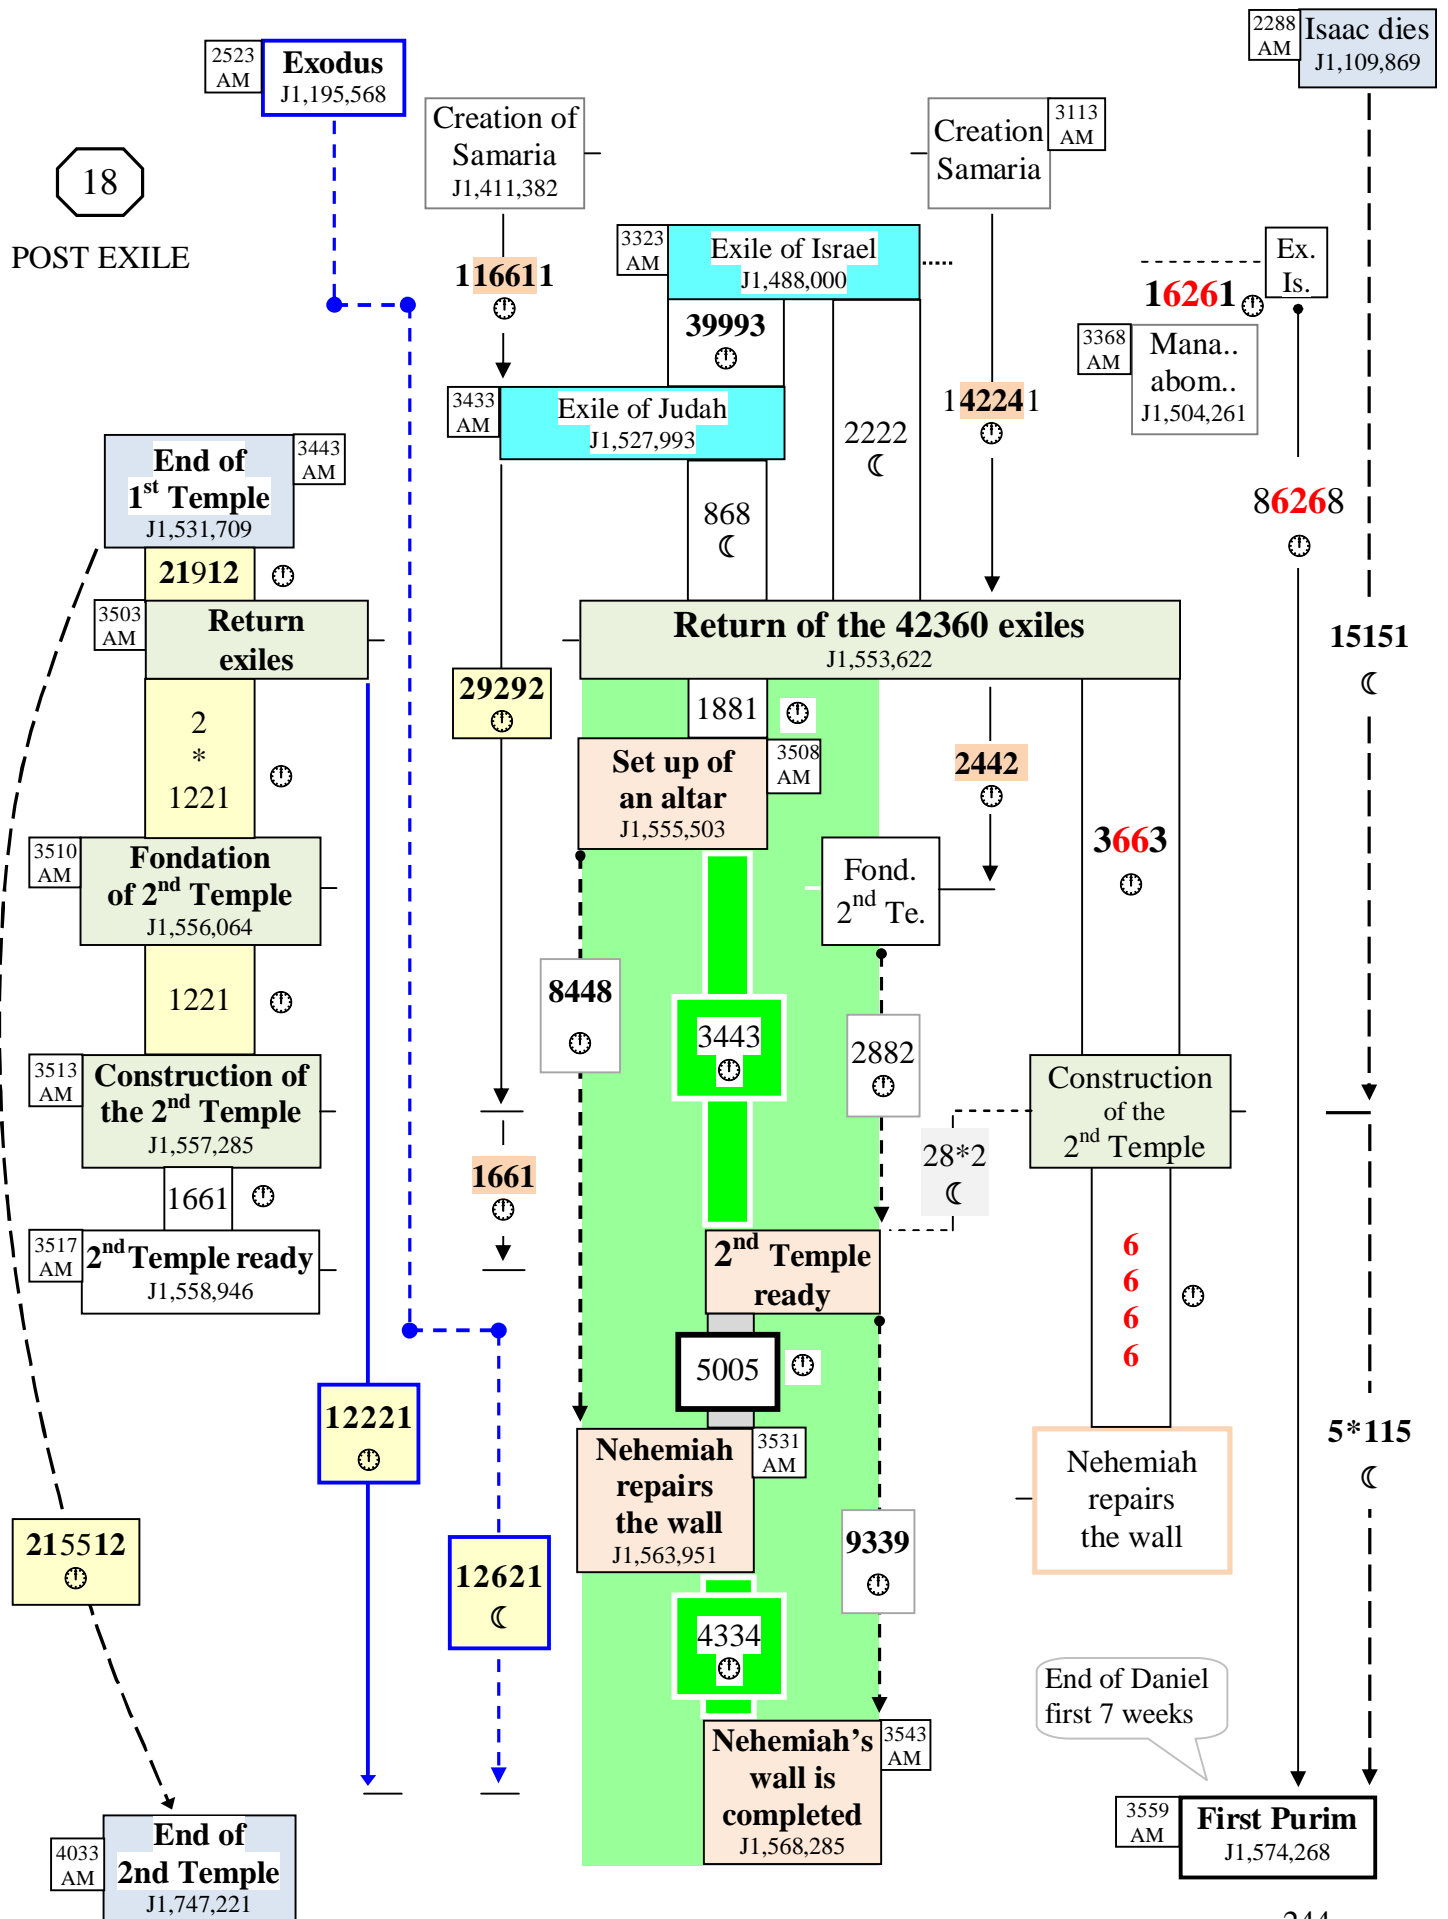 2288
AM
Isaac dies
J1,109,869
2523
AM
Exodus
J1,195,568
Creation of
Samaria
J1,411,382
Creation
Samaria
3113
AM
18
POST EXILE
3323
AM
Exile of Israel
J1,488,000
Ex.
Is.
116611
39993
16261
3368
AM
Mana..
abom..
J1,504,261
3433
AM
Exile of Judah
J1,527,993
142241
2222
End of
1st Temple
J1,531,709
3443
AM
868
86268
21912
3503
AM
Return
exiles
Return of the 42360 exiles
J1,553,622
15151
29292
1881
2
*
1221
Set up of
an altar
J1,555,503
3508
AM
2442
3510
AM
Fondation
of 2nd Temple
J1,556,064
Fond.
2nd Te.
3663
1221
8448
3443
2882
3513
AM
Construction of
the 2nd Temple
J1,557,285
Construction
of the
2nd Temple
28*2
1661
1661
3517
AM
2nd Temple ready
J1,558,946
2nd Temple
ready
6
6
6
6
5005
12221
5*115
Nehemiah
repairs
the wall
J1,563,951
3531
AM
Nehemiah
repairs
the wall
215512
12621
9339
4334
End of Daniel
first 7 weeks
Nehemiah's
wall is
completed
J1,568,285
3543
AM
3559
AM
First Purim
J1,574,268
4033
AM
End of
2nd Temple
J1,747,221